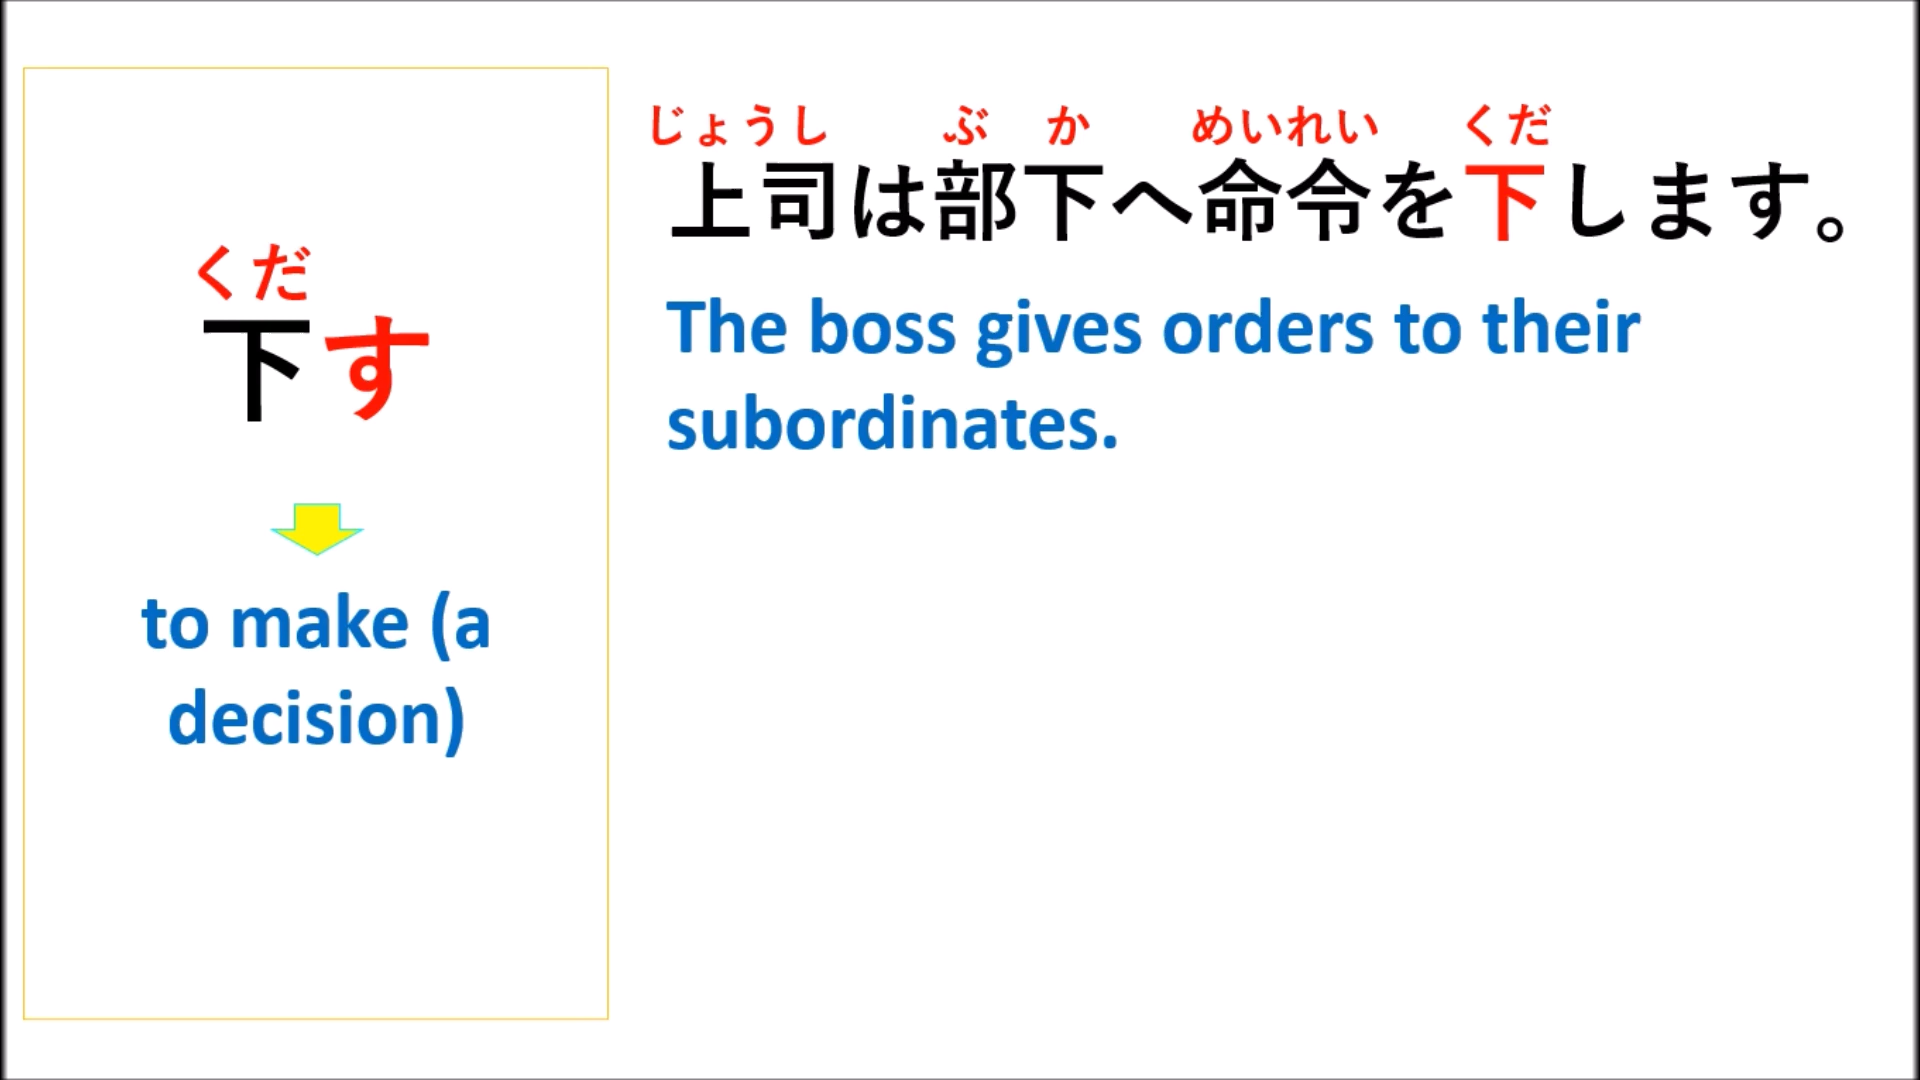 くだ
下す
to make (a
decision)
じょうし ぶ か めいれい くだ
上司は部下へ命令を下します。
The boss gives orders to their
subordinates.